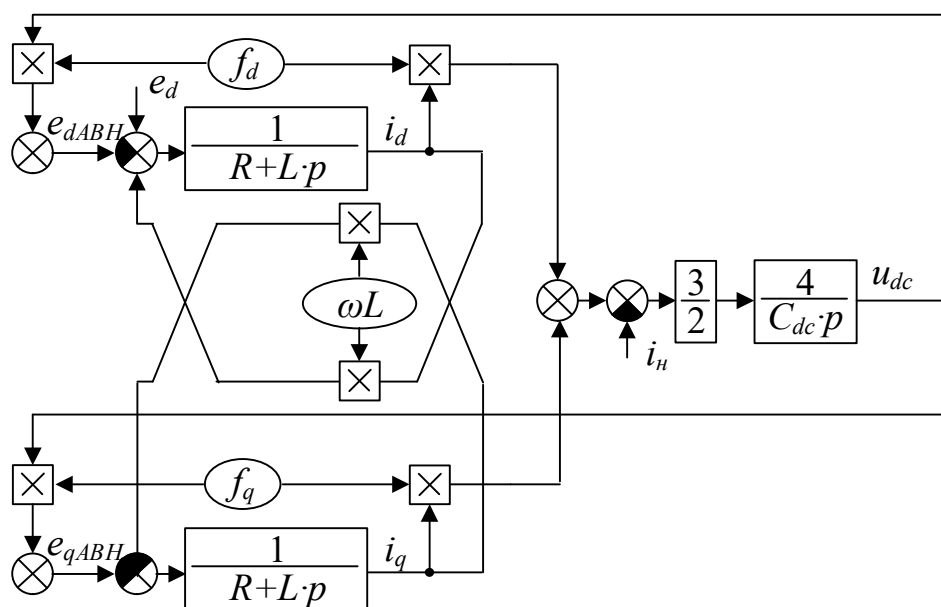 f_d
e_d
e_dАВН
1
R+L·p
i_d
ωL
3
2
4
C_dc·p
u_dc
i_н
f_q
e_qАВН
1
R+L·p
i_q